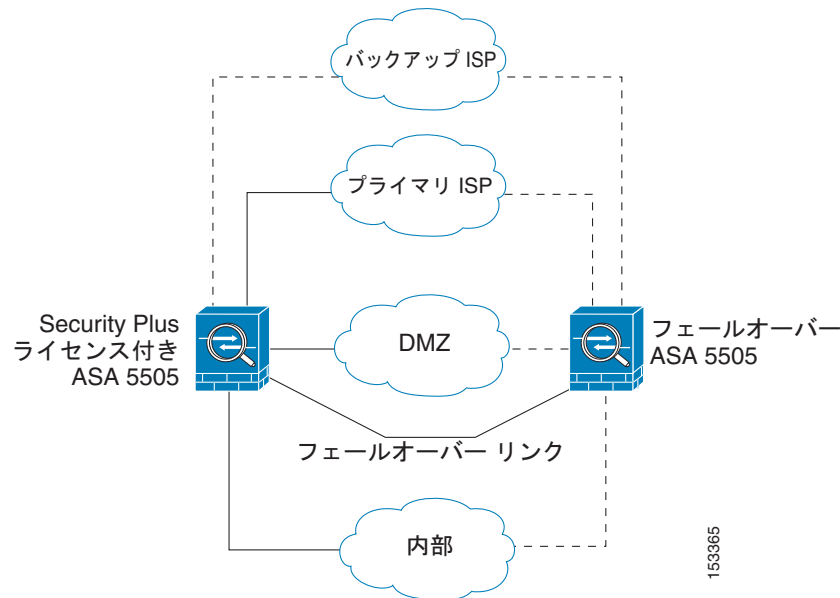 バックアップ ISP
プライマリ ISP
Security Plus
ライセンス付き
ASA 5505
DMZ
フェールオーバー
ASA 5505
フェールオーバー リンク
内部
153365